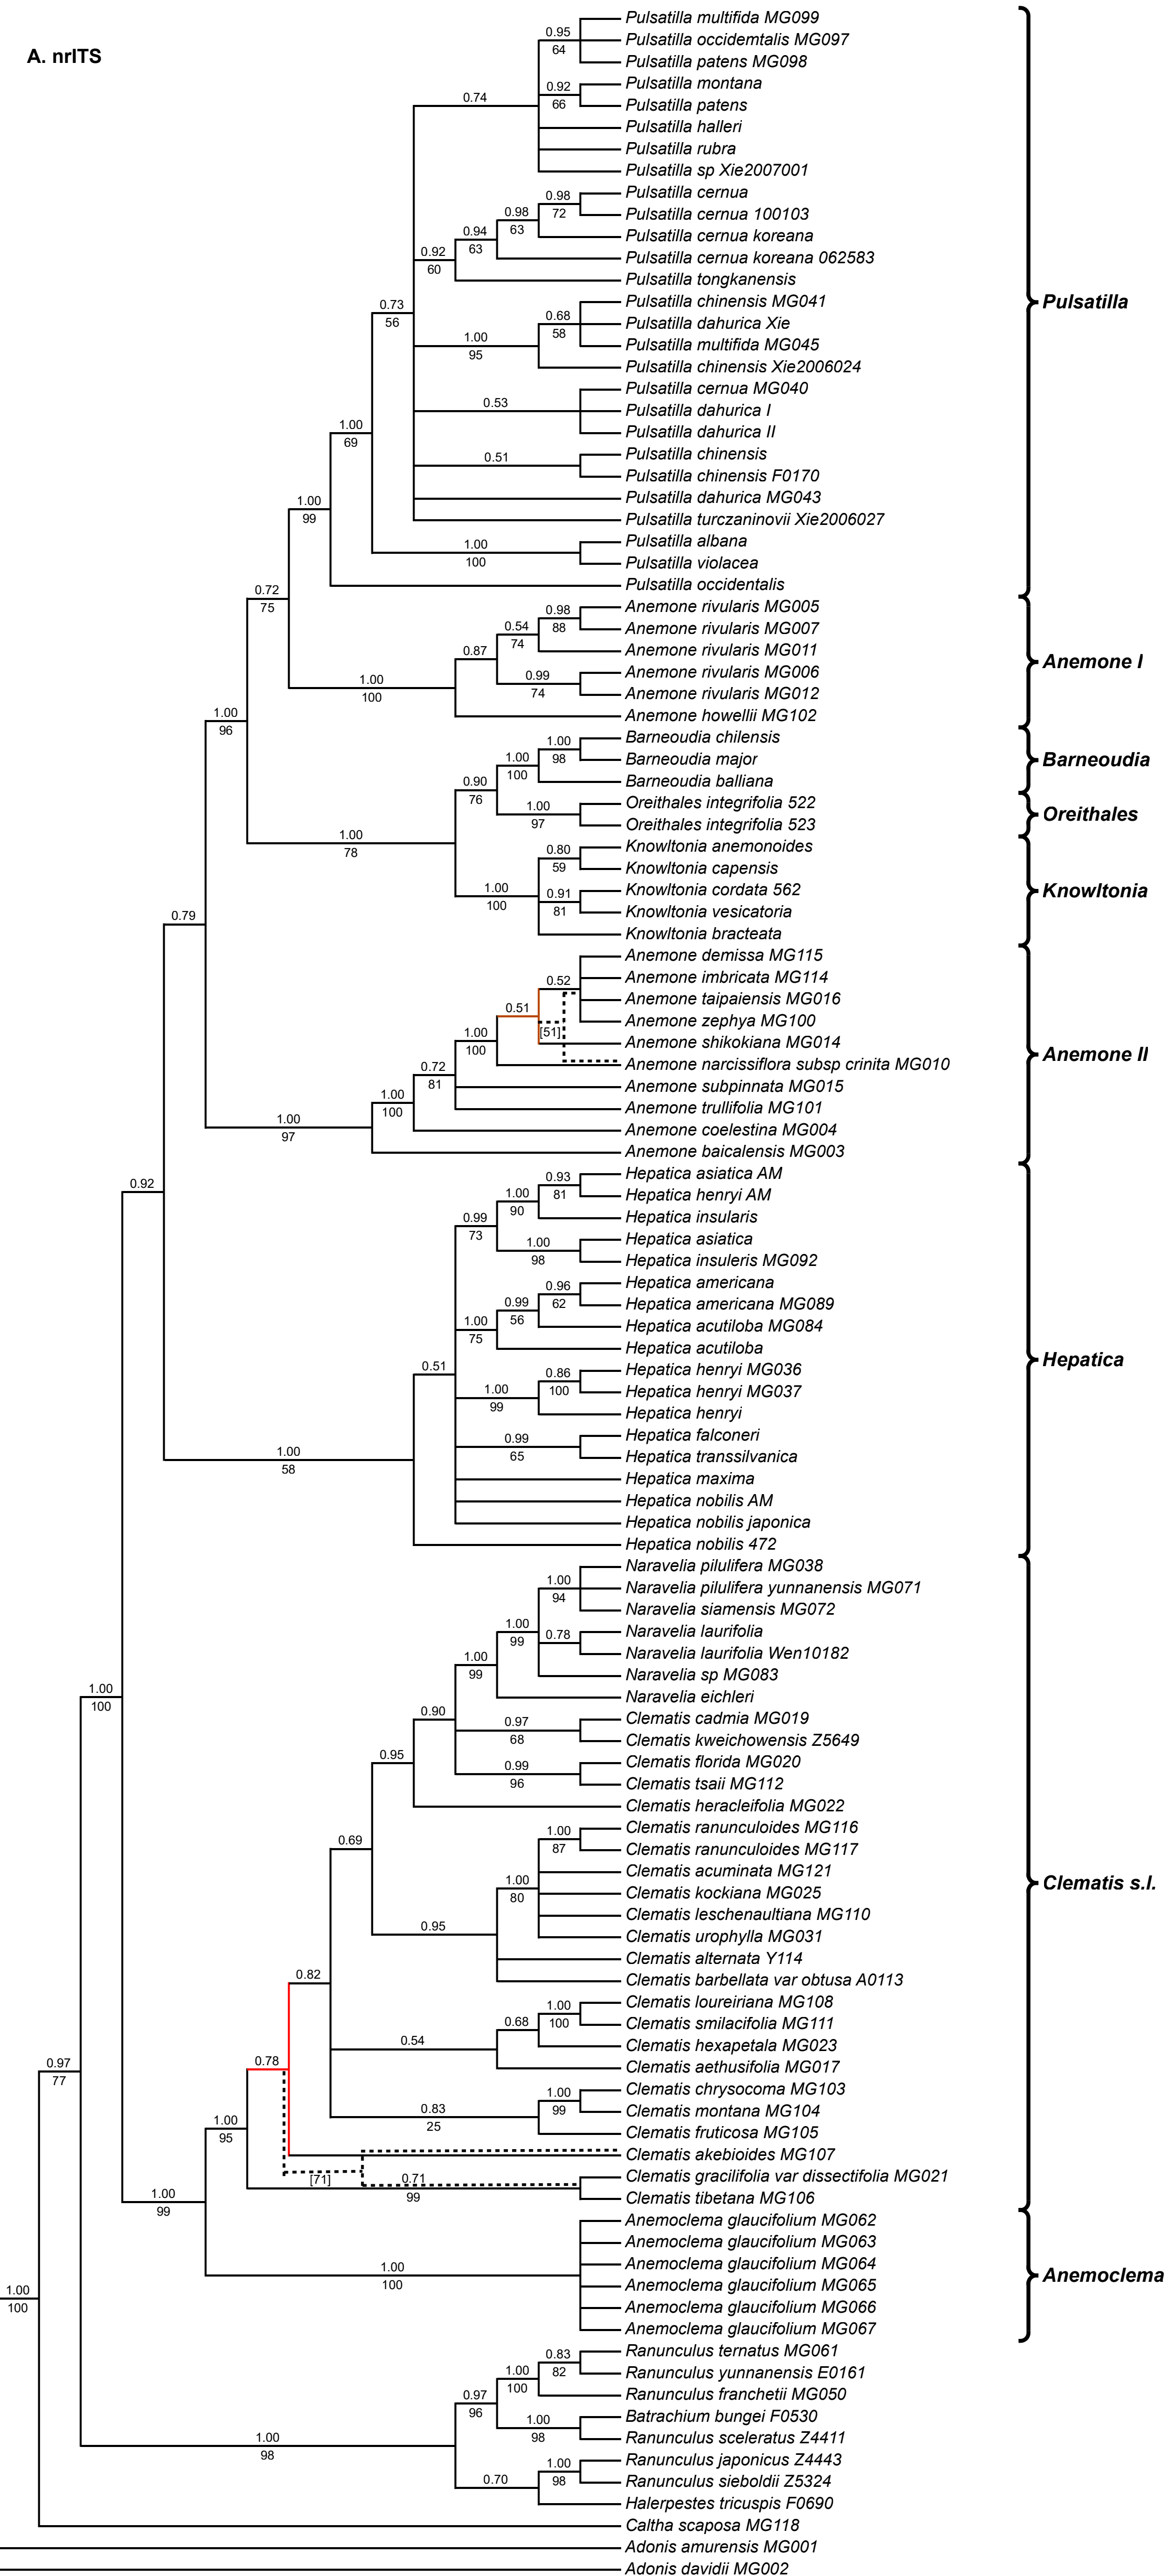 A. nrITS
Pulsatilla multifida MG099
0.95
Pulsatilla occidemtalis MG097
64
Pulsatilla patens MG098
Pulsatilla montana
0.92
0.74
66
Pulsatilla patens
Pulsatilla halleri
Pulsatilla rubra
Pulsatilla sp Xie2007001
Pulsatilla cernua
0.98
72
Pulsatilla cernua 100103
0.98
63
Pulsatilla cernua koreana
0.94
63
Pulsatilla cernua koreana 062583
0.92
60
Pulsatilla tongkanensis
Pulsatilla chinensis MG041
Pulsatilla
0.73
56
0.68
Pulsatilla dahurica Xie
58
1.00
Pulsatilla multifida MG045
95
Pulsatilla chinensis Xie2006024
Pulsatilla cernua MG040
0.53
Pulsatilla dahurica I
1.00
69
Pulsatilla dahurica II
Pulsatilla chinensis
0.51
Pulsatilla chinensis F0170
1.00
99
Pulsatilla dahurica MG043
Pulsatilla turczaninovii Xie2006027
Pulsatilla albana
1.00
100
Pulsatilla violacea
Pulsatilla occidentalis
0.72
75
Anemone rivularis MG005
0.98
88
Anemone rivularis MG007
0.54
74
Anemone rivularis MG011
0.87
Anemone I
Anemone rivularis MG006
0.99
74
1.00
100
Anemone rivularis MG012
Anemone howellii MG102
1.00
96
Barneoudia chilensis
1.00
98
Barneoudia major
Barneoudia
1.00
100
Barneoudia balliana
0.90
76
Oreithales integrifolia 522
Oreithales
1.00
97
Oreithales integrifolia 523
1.00
78
Knowltonia anemonoides
0.80
59
Knowltonia capensis
1.00
100
Knowltonia cordata 562
Knowltonia
0.91
81
Knowltonia vesicatoria
0.79
Knowltonia bracteata
Anemone demissa MG115
Anemone imbricata MG114
0.52
Anemone taipaiensis MG016
0.51
[51]
Anemone zephya MG100
1.00
100
Anemone shikokiana MG014
Anemone II
Anemone narcissiflora subsp crinita MG010
0.72
81
Anemone subpinnata MG015
1.00
100
Anemone trullifolia MG101
1.00
97
Anemone coelestina MG004
Anemone baicalensis MG003
0.92
Hepatica asiatica AM
0.93
81
Hepatica henryi AM
1.00
90
Hepatica insularis
0.99
73
Hepatica asiatica
1.00
98
Hepatica insuleris MG092
Hepatica americana
0.96
62
Hepatica americana MG089
0.99
56
Hepatica acutiloba MG084
1.00
75
Hepatica acutiloba
Hepatica
0.51
Hepatica henryi MG036
0.86
100
Hepatica henryi MG037
1.00
99
Hepatica henryi
Hepatica falconeri
0.99
65
Hepatica transsilvanica
1.00
58
Hepatica maxima
Hepatica nobilis AM
Hepatica nobilis japonica
Hepatica nobilis 472
Naravelia pilulifera MG038
1.00
94
Naravelia pilulifera yunnanensis MG071
Naravelia siamensis MG072
1.00
99
Naravelia laurifolia
0.78
Naravelia laurifolia Wen10182
1.00
99
Naravelia sp MG083
1.00
100
Naravelia eichleri
0.90
Clematis cadmia MG019
0.97
68
Clematis kweichowensis Z5649
0.95
Clematis florida MG020
0.99
96
Clematis tsaii MG112
Clematis heracleifolia MG022
0.69
Clematis ranunculoides MG116
1.00
87
Clematis ranunculoides MG117
Clematis acuminata MG121
1.00
80
Clematis s.l.
Clematis kockiana MG025
Clematis leschenaultiana MG110
0.95
Clematis urophylla MG031
Clematis alternata Y114
0.82
Clematis barbellata var obtusa A0113
Clematis loureiriana MG108
1.00
100
Clematis smilacifolia MG111
0.68
Clematis hexapetala MG023
0.54
0.97
77
0.78
Clematis aethusifolia MG017
Clematis chrysocoma MG103
1.00
99
Clematis montana MG104
0.83
25
Clematis fruticosa MG105
1.00
95
Clematis akebioides MG107
[71]
0.71
99
Clematis gracilifolia var dissectifolia MG021
Clematis tibetana MG106
1.00
99
Anemoclema glaucifolium MG062
Anemoclema glaucifolium MG063
Anemoclema glaucifolium MG064
1.00
100
Anemoclema
Anemoclema glaucifolium MG065
1.00
100
Anemoclema glaucifolium MG066
Anemoclema glaucifolium MG067
Ranunculus ternatus MG061
0.83
82
Ranunculus yunnanensis E0161
1.00
100
Ranunculus franchetii MG050
0.97
96
Batrachium bungei F0530
1.00
98
Ranunculus sceleratus Z4411
1.00
98
Ranunculus japonicus Z4443
1.00
98
Ranunculus sieboldii Z5324
0.70
Halerpestes tricuspis F0690
Caltha scaposa MG118
Adonis amurensis MG001
Adonis davidii MG002